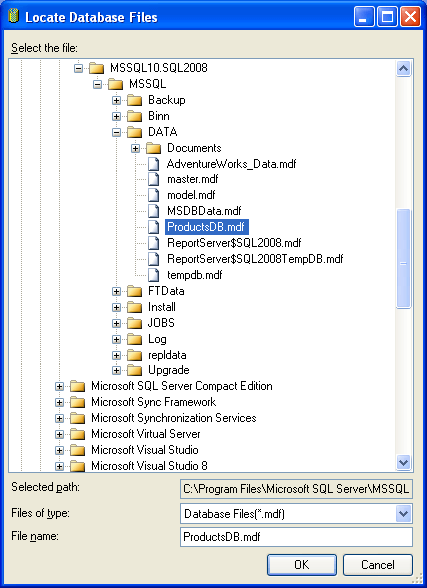 Locate Database Files
Select the file:
MSSQL10.SQL2008
MSSQL
Backup
Binn
DATA
Documents
AdventureWorks_Data.mdf
master.mdf
model.mdf
MSDBData.mdf
ProductsDB.mdf
ReportServer$SQL2008.mdf
ReportServer$SQL2008TempDB.mdf
tempdb.mdf
FTData
Install
JOBS
Log
repldata
Upgrade
Microsoft SQL Server Compact Edition
Microsoft Sync Framework
Microsoft Synchronization Services
Microsoft Virtual Server
Microsoft Visual Studio
Microsoft Visual Studio 8
Selected path: C:\Program Files\Microsoft SQL Server\MSSQL
Files of type: Database Files(*.mdf)
File name: ProductsDB.mdf
OK Cancel